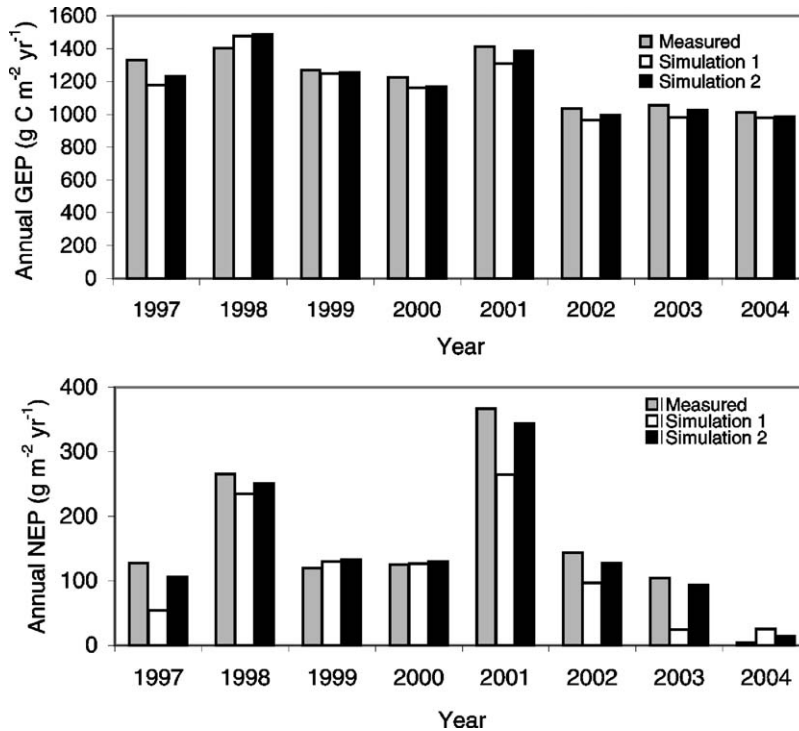 Annual GEP (g C m⁻² yr⁻¹)
1600
1400
1200
1000
800
600
400
200
0
Measured
Simulation 1
Simulation 2
1997 1998 1999 2000 2001 2002 2003 2004
Year
Annual NEP (g m⁻² yr⁻¹)
400
300
200
100
0
Measured
Simulation 1
Simulation 2
1997 1998 1999 2000 2001 2002 2003 2004
Year